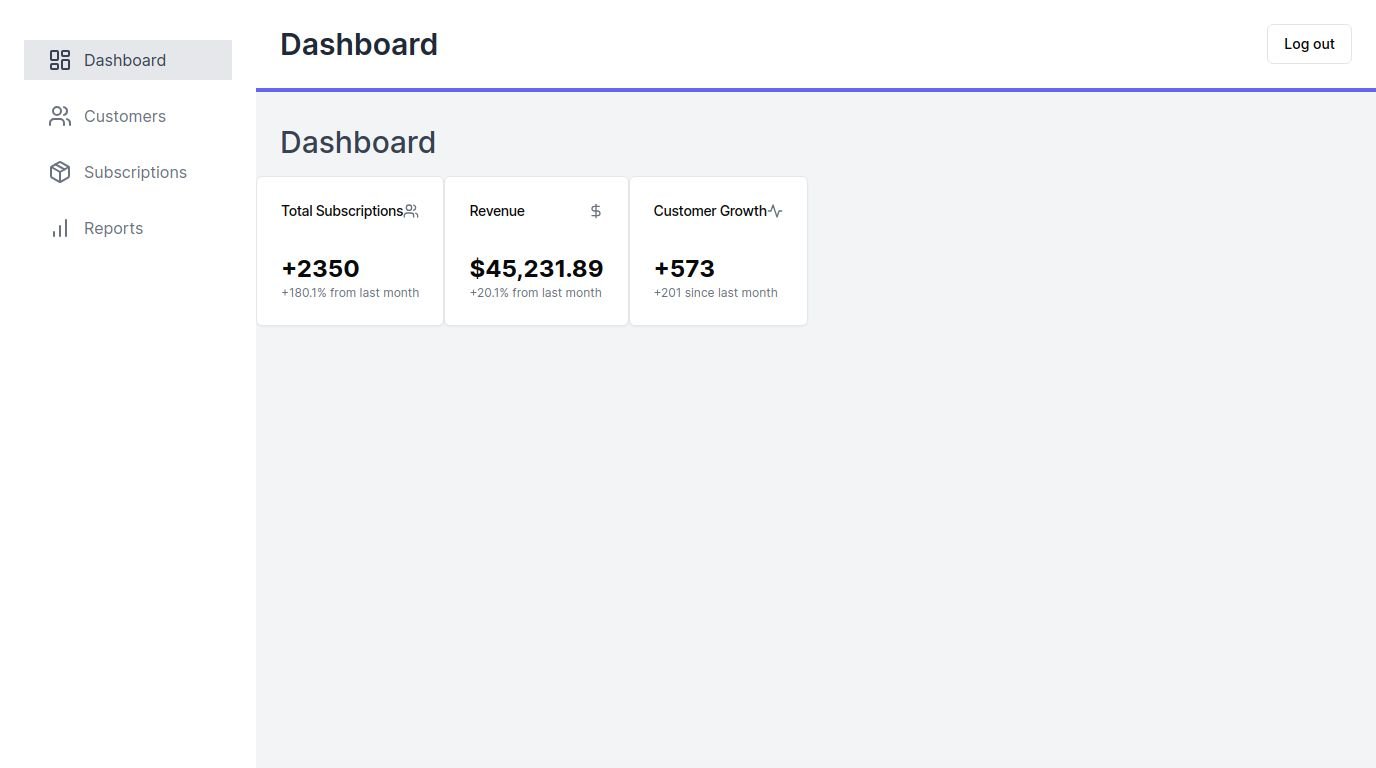 Dashboard
Customers
Subscriptions
Reports
Dashboard
Log out
Dashboard
Total Subscriptions
+2350
+180.1% from last month
Revenue
$45,231.89
+20.1% from last month
Customer Growth
+573
+201 since last month